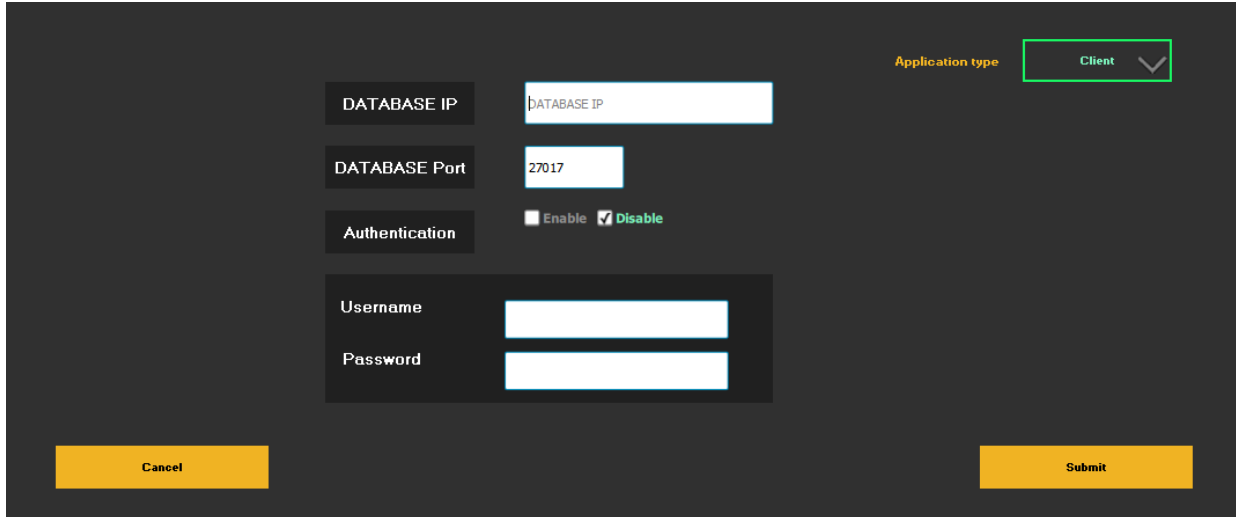 Application type Client
DATABASE IP DATABASE IP
DATABASE Port 27017
Authentication Enable Disable
Username
Password
Cancel Submit